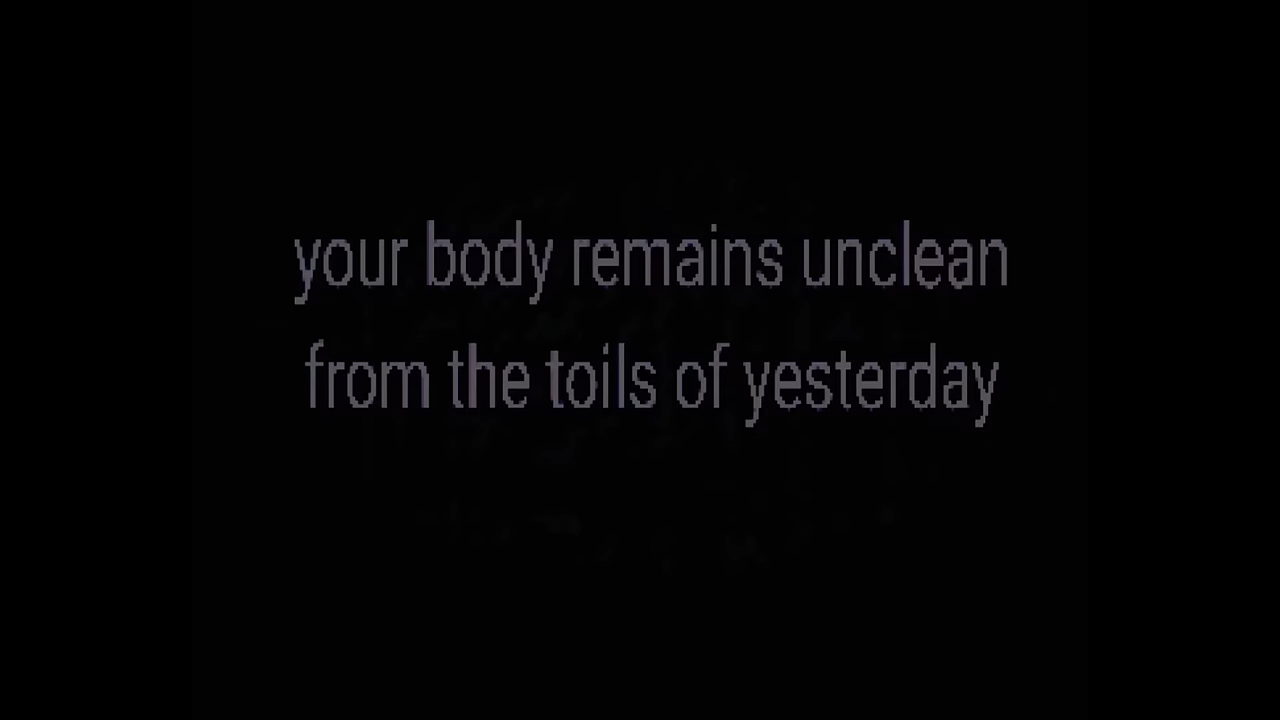 your body remains unclean
from the toils of yesterday